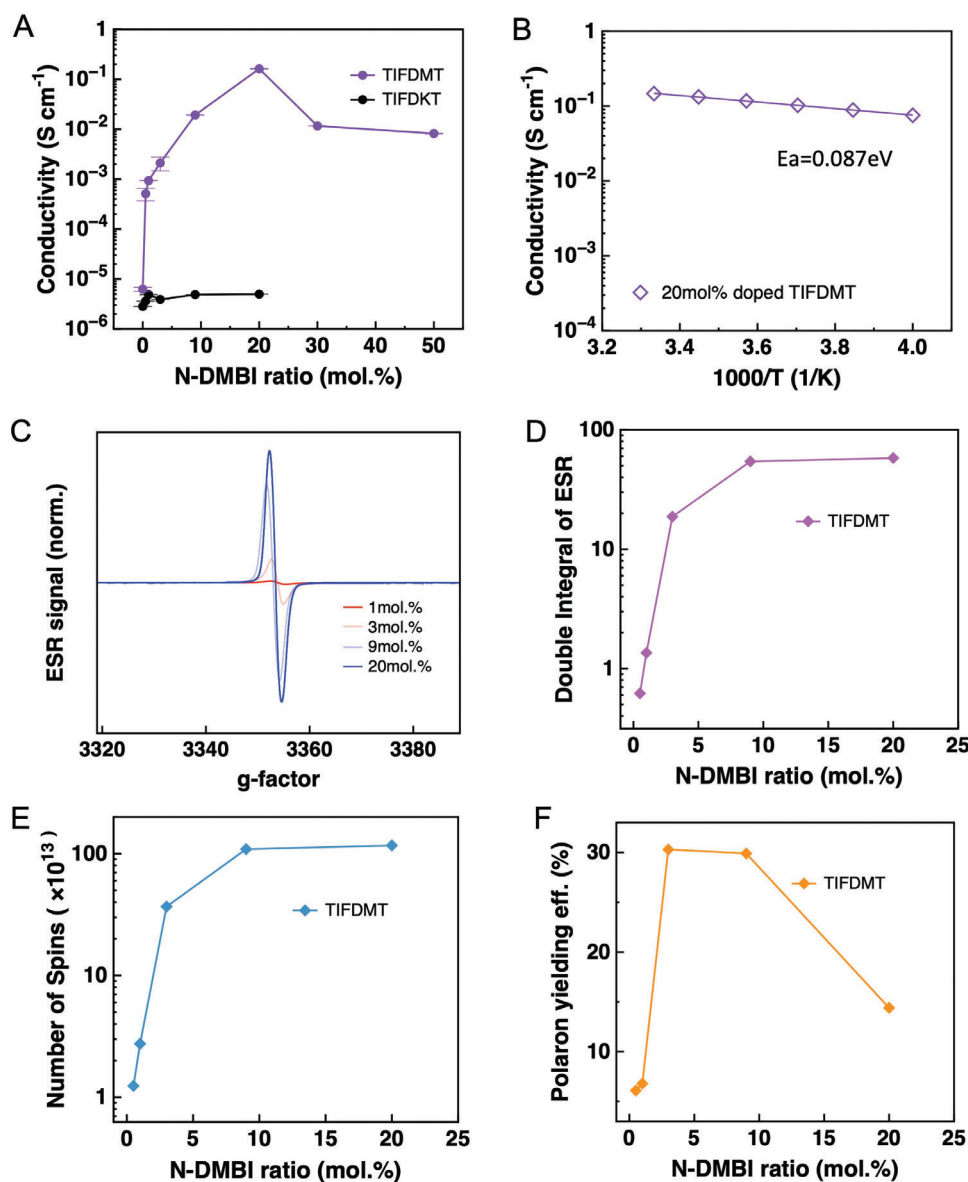 A
Conductivity (S cm⁻¹)
10⁰
10⁻¹
10⁻²
10⁻³
10⁻⁴
10⁻⁵
10⁻⁶
TIFDMT
TIFDKT
0 10 20 30 40 50
N-DMBI ratio (mol.%)
B
Conductivity (S cm⁻¹)
10⁰
10⁻¹
10⁻²
10⁻³
10⁻⁴
Ea=0.087eV
20mol% doped TIFDMT
3.2 3.4 3.6 3.8 4.0
1000/T (1/K)
C
ESR signal (norm.)
1mol.%
3mol.%
9mol.%
20mol.%
3320 3340 3360 3380
g-factor
D
Double Integral of ESR
100
10
1
TIFDMT
0 5 10 15 20 25
N-DMBI ratio (mol.%)
E
Number of Spins ( ×10¹³ )
100
10
1
TIFDMT
0 5 10 15 20 25
N-DMBI ratio (mol.%)
F
Polaron yielding eff. (%)
30
20
10
TIFDMT
0 5 10 15 20 25
N-DMBI ratio (mol.%)